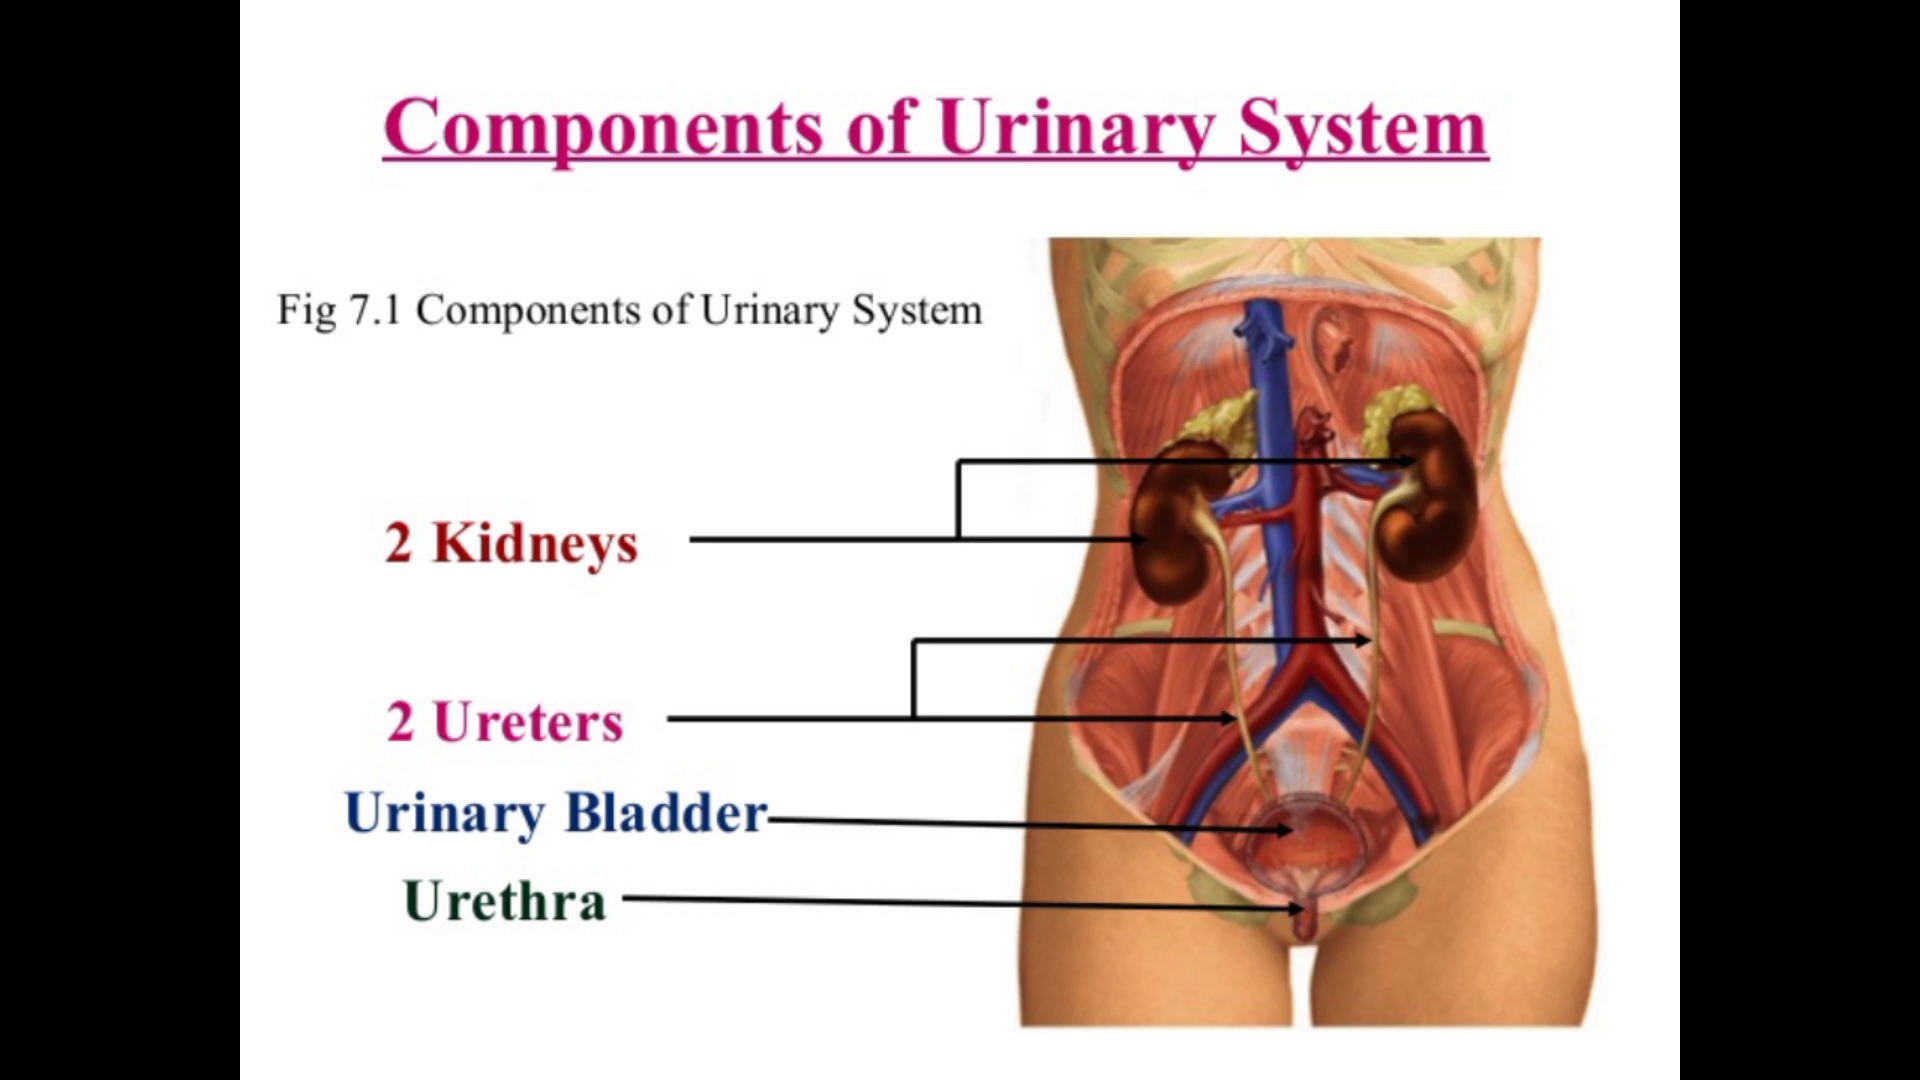 Components of Urinary System
Fig 7.1 Components of Urinary System
2 Kidneys
2 Ureters
Urinary Bladder
Urethra